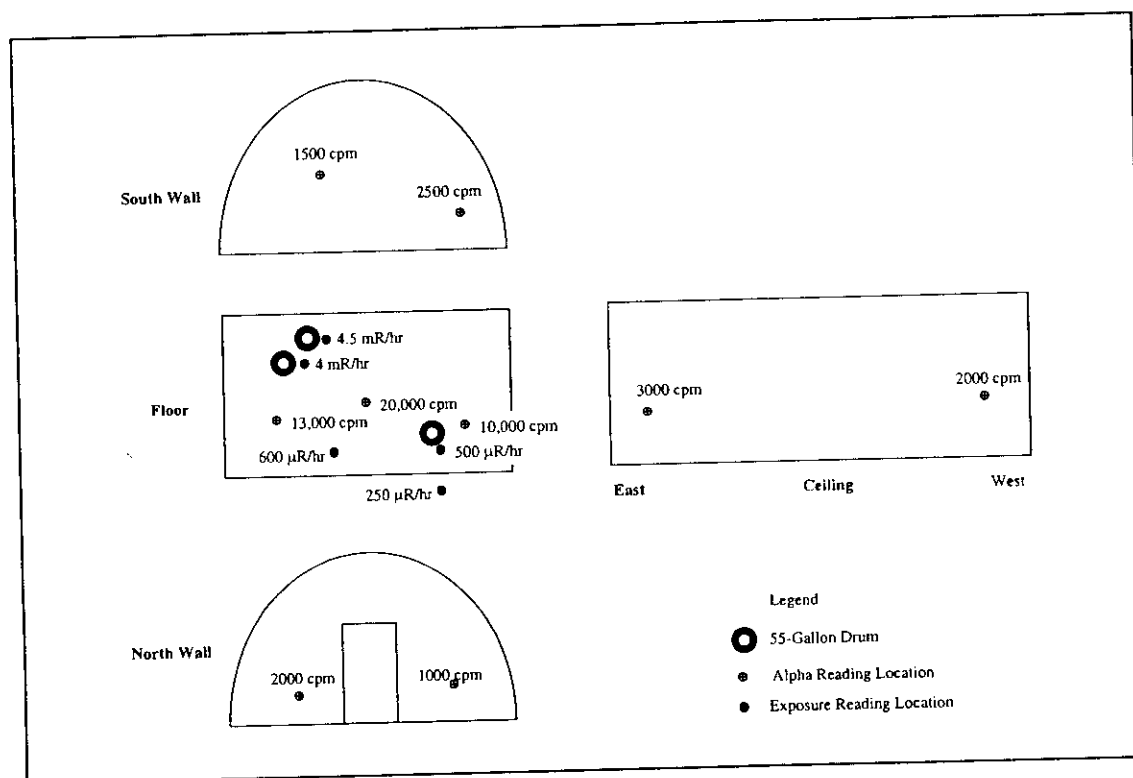 1500 cpm
2500 cpm
South Wall
4.5 mR/hr
4 mR/hr
20,000 cpm
Floor
13,000 cpm
10,000 cpm
600 μR/hr
500 μR/hr
250 μR/hr
3000 cpm
2000 cpm
East
Ceiling
West
North Wall
2000 cpm
1000 cpm
Legend
55-Gallon Drum
Alpha Reading Location
Exposure Reading Location